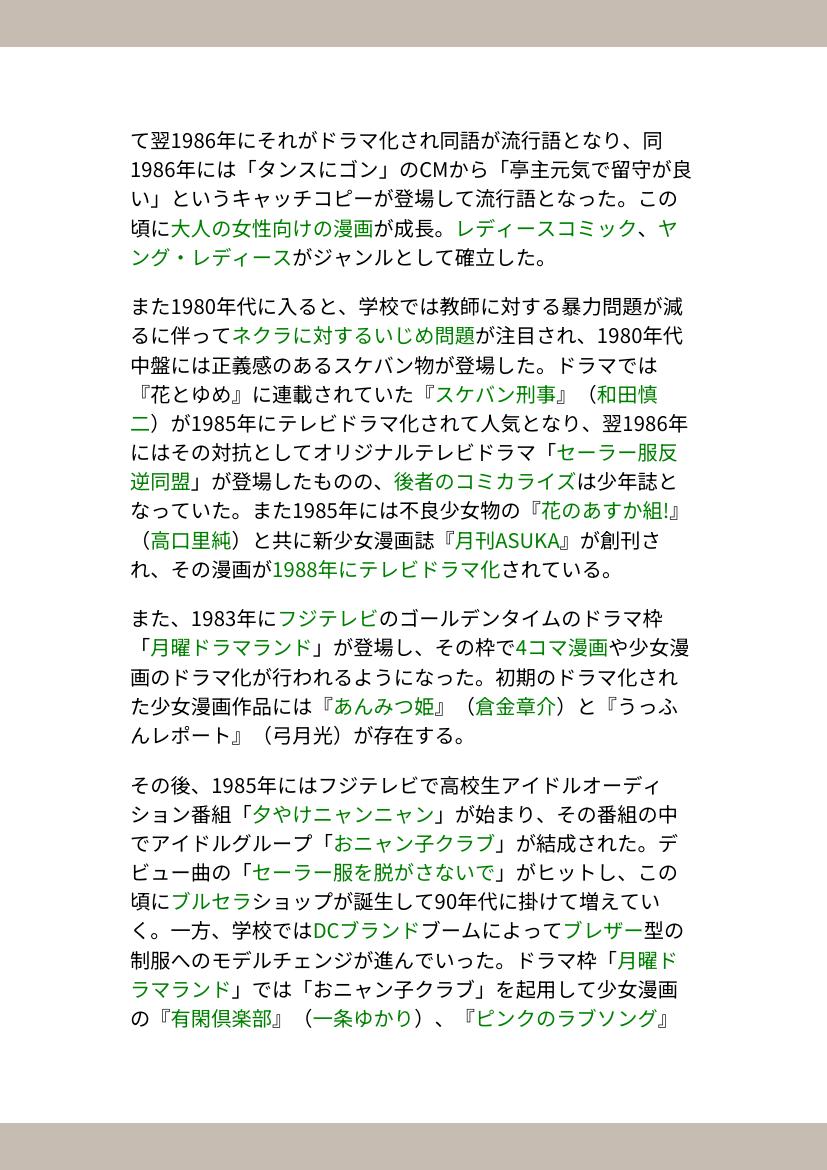 て翌1986年にそれがドラマ化され同語が流行語となり、同
1986年には「タンスにゴン」のCMから「亭主元気で留守が良
い」というキャッチコピーが登場して流行語となった。この
頃に大人の女性向けの漫画が成長。レディースコミック、ヤ
ング・レディースがジャンルとして確立した。
また1980年代に入ると、学校では教師に対する暴力問題が減
るに伴ってネクラに対するいじめ問題が注目され、1980年代
中盤には正義感のあるスケバン物が登場した。ドラマでは
『花とゆめ』に連載されていた『スケバン刑事』（和田慎
二）が1985年にテレビドラマ化されて人気となり、翌1986年
にはその対抗としてオリジナルテレビドラマ「セーラー服反
逆同盟」が登場したものの、後者のコミカライズは少年誌と
なっていた。また1985年には不良少女物の『花のあすか組!』
（高口里純）と共に新少女漫画誌『月刊ASUKA』が創刊さ
れ、その漫画が1988年にテレビドラマ化されている。
また、1983年にフジテレビのゴールデンタイムのドラマ枠
「月曜ドラマランド」が登場し、その枠で4コマ漫画や少女漫
画のドラマ化が行われるようになった。初期のドラマ化され
た少女漫画作品には『あんみつ姫』（倉金章介）と『うっふ
んレポート』（弓月光）が存在する。
その後、1985年にはフジテレビで高校生アイドルオーディ
ション番組「夕やけニャンニャン」が始まり、その番組の中
でアイドルグループ「おニャン子クラブ」が結成された。デ
ビュー曲の「セーラー服を脱がさないで」がヒットし、この
頃にブルセラショップが誕生して90年代に掛けて増えてい
く。一方、学校ではDCブランドブームによってブレザー型の
制服へのモデルチェンジが進んでいった。ドラマ枠「月曜ド
ラマランド」では「おニャン子クラブ」を起用して少女漫画
の『有閑倶楽部』（一条ゆかり）、『ピンクのラブソング』